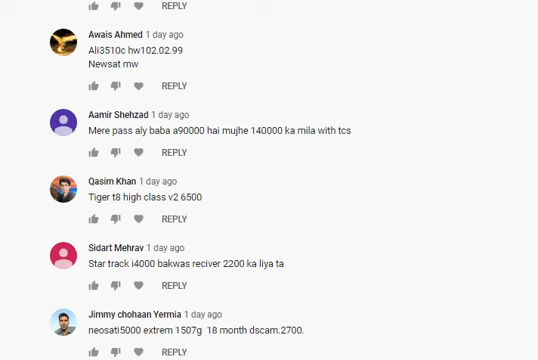 REPLY
Awais Ahmed 1 day ago
Ali3510c hw102.02.99
Newsat mw
REPLY
Aamir Shehzad 1 day ago
Mere pass aly baba a90000 hai mujhe 140000 ka mila with tcs
REPLY
Qasim Khan 1 day ago
Tiger t8 high class v2 6500
REPLY
Sidart Mehrav 1 day ago
Star track i4000 bakwas reciver 2200 ka liya ta
REPLY
Jimmy chohaan Yermia 1 day ago
neosati5000 extrem 1507g 18 month dscam.2700.
REPLY